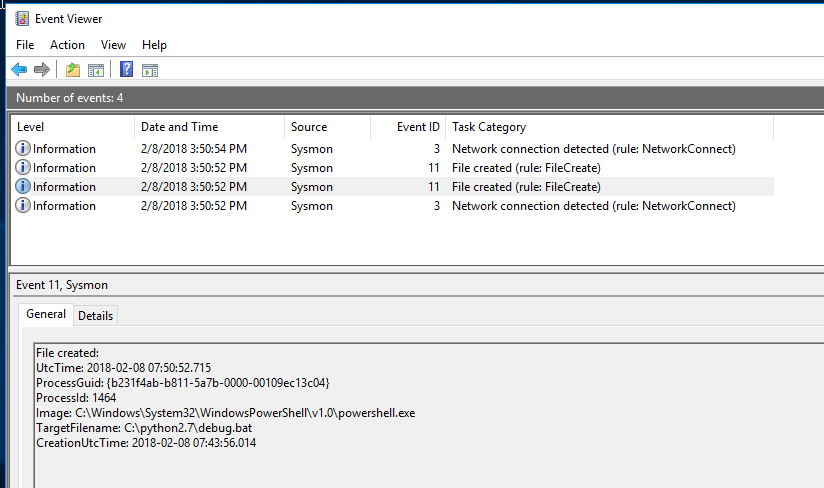 Event Viewer
File Action View Help
Number of events: 4
Level Date and Time Source Event ID Task Category
Information 2/8/2018 3:50:54 PM Sysmon 3 Network connection detected (rule: NetworkConnect)
Information 2/8/2018 3:50:52 PM Sysmon 11 File created (rule: FileCreate)
Information 2/8/2018 3:50:52 PM Sysmon 11 File created (rule: FileCreate)
Information 2/8/2018 3:50:52 PM Sysmon 3 Network connection detected (rule: NetworkConnect)
Event 11, Sysmon
General Details
File created:
UtcTime: 2018-02-08 07:50:52.715
ProcessGuid: {b231f4ab-b811-5a7b-0000-00109ec13c04}
ProcessId: 1464
Image: C:\Windows\System32\WindowsPowerShell\v1.0\powershell.exe
TargetFilename: C:\python2.7\debug.bat
CreationUtcTime: 2018-02-08 07:43:56.014